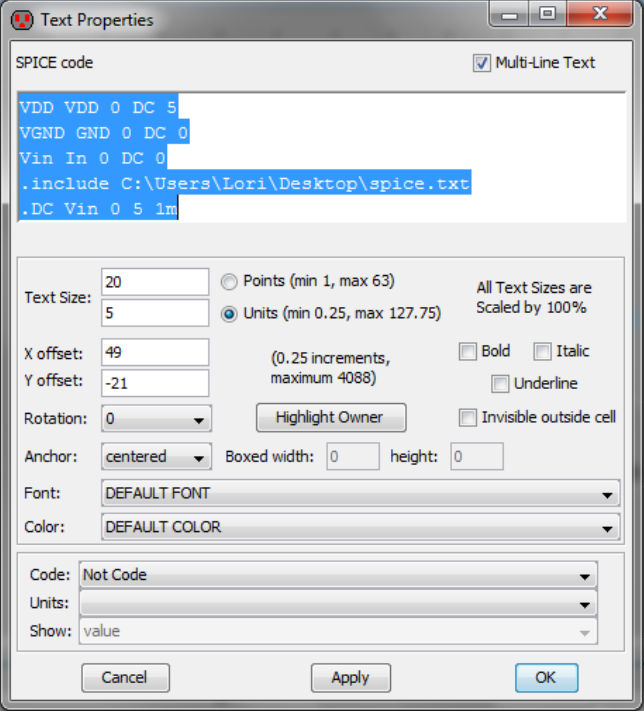 Text Properties
SPICE code
Multi-Line Text
VDD VDD 0 DC 5
VGND GND 0 DC 0
Vin In 0 DC 0
.include C:\Users\Lori\Desktop\spice.txt
.DC Vin 0 5 1m
Text Size:
20
Points (min 1, max 63)
5
Units (min 0.25, max 127.75)
All Text Sizes are
Scaled by 100%
X offset:
49
Y offset:
-21
(0.25 increments,
maximum 4088)
Bold
Italic
Underline
Rotation:
0
Highlight Owner
Invisible outside cell
Anchor:
centered
Boxed width:
0
height:
0
Font:
DEFAULT FONT
Color:
DEFAULT COLOR
Code:
Not Code
Units:
Show:
value
Cancel
Apply
OK